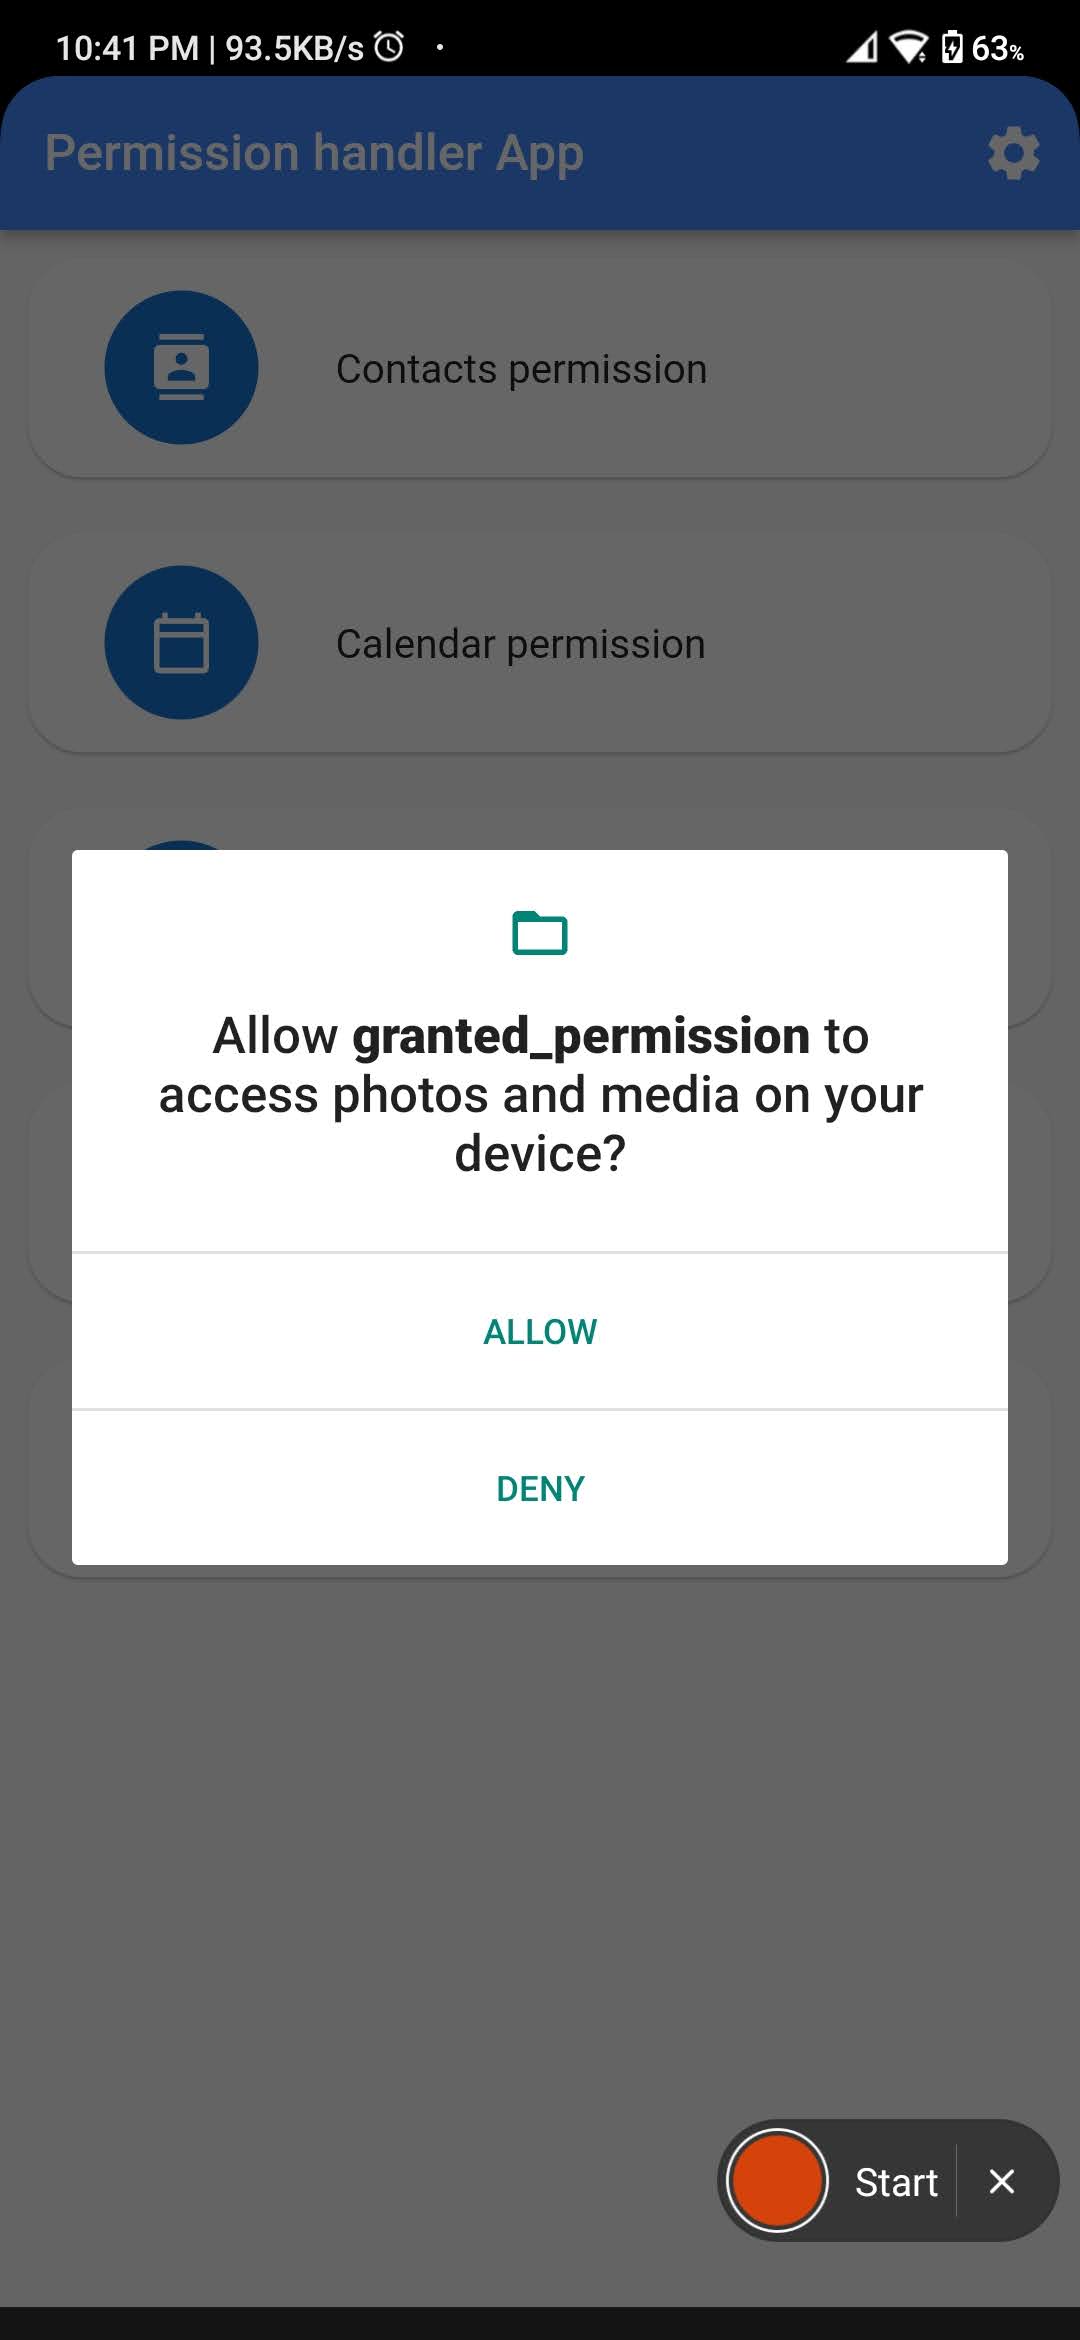 10:41 PM | 93.5KB/s
63%
Permission handler App
Contacts permission
Calendar permission
Allow granted_permission to
access photos and media on your
device?
ALLOW
DENY
Start